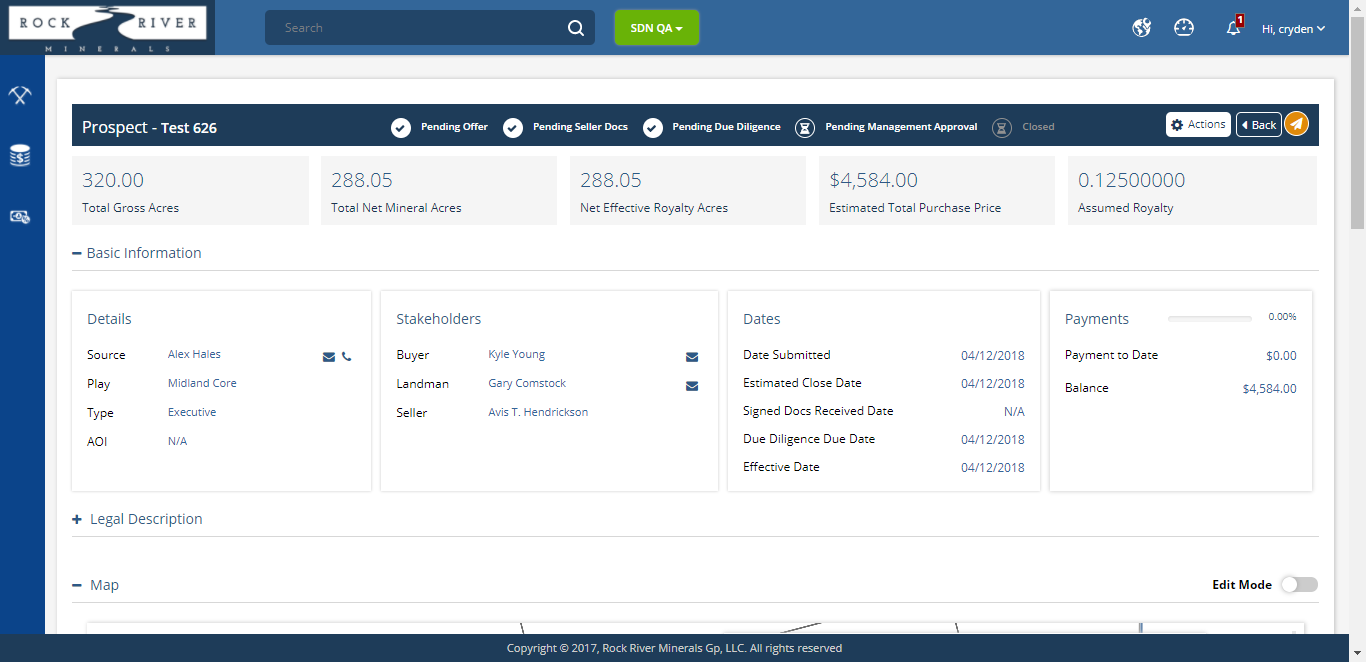 ROCK RIVER
MINERALS
Search
SDN QA
1
Hi, cryden
Prospect - Test 626
Pending Offer
Pending Seller Docs
Pending Due Diligence
Pending Management Approval
Closed
Actions
Back
320.00
Total Gross Acres
288.05
Total Net Mineral Acres
288.05
Net Effective Royalty Acres
$4,584.00
Estimated Total Purchase Price
0.12500000
Assumed Royalty
Basic Information
Details
Source Alex Hales
Play Midland Core
Type Executive
AOI N/A
Stakeholders
Buyer Kyle Young
Landman Gary Comstock
Seller Avis T. Hendrickson
Dates
Date Submitted 04/12/2018
Estimated Close Date 04/12/2018
Signed Docs Received Date N/A
Due Diligence Due Date 04/12/2018
Effective Date 04/12/2018
Payments 0.00%
Payment to Date $0.00
Balance $4,584.00
Legal Description
Map
Edit Mode
Copyright © 2017, Rock River Minerals Gp, LLC. All rights reserved